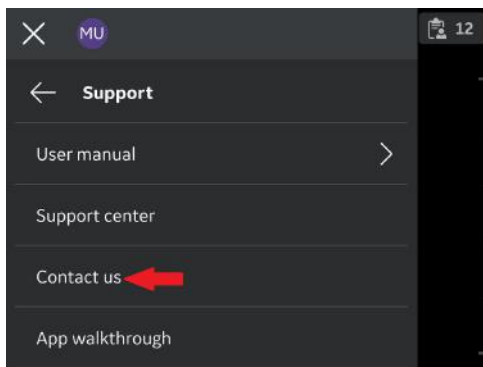 MU
12
Support
User manual
Support center
Contact us
App walkthrough